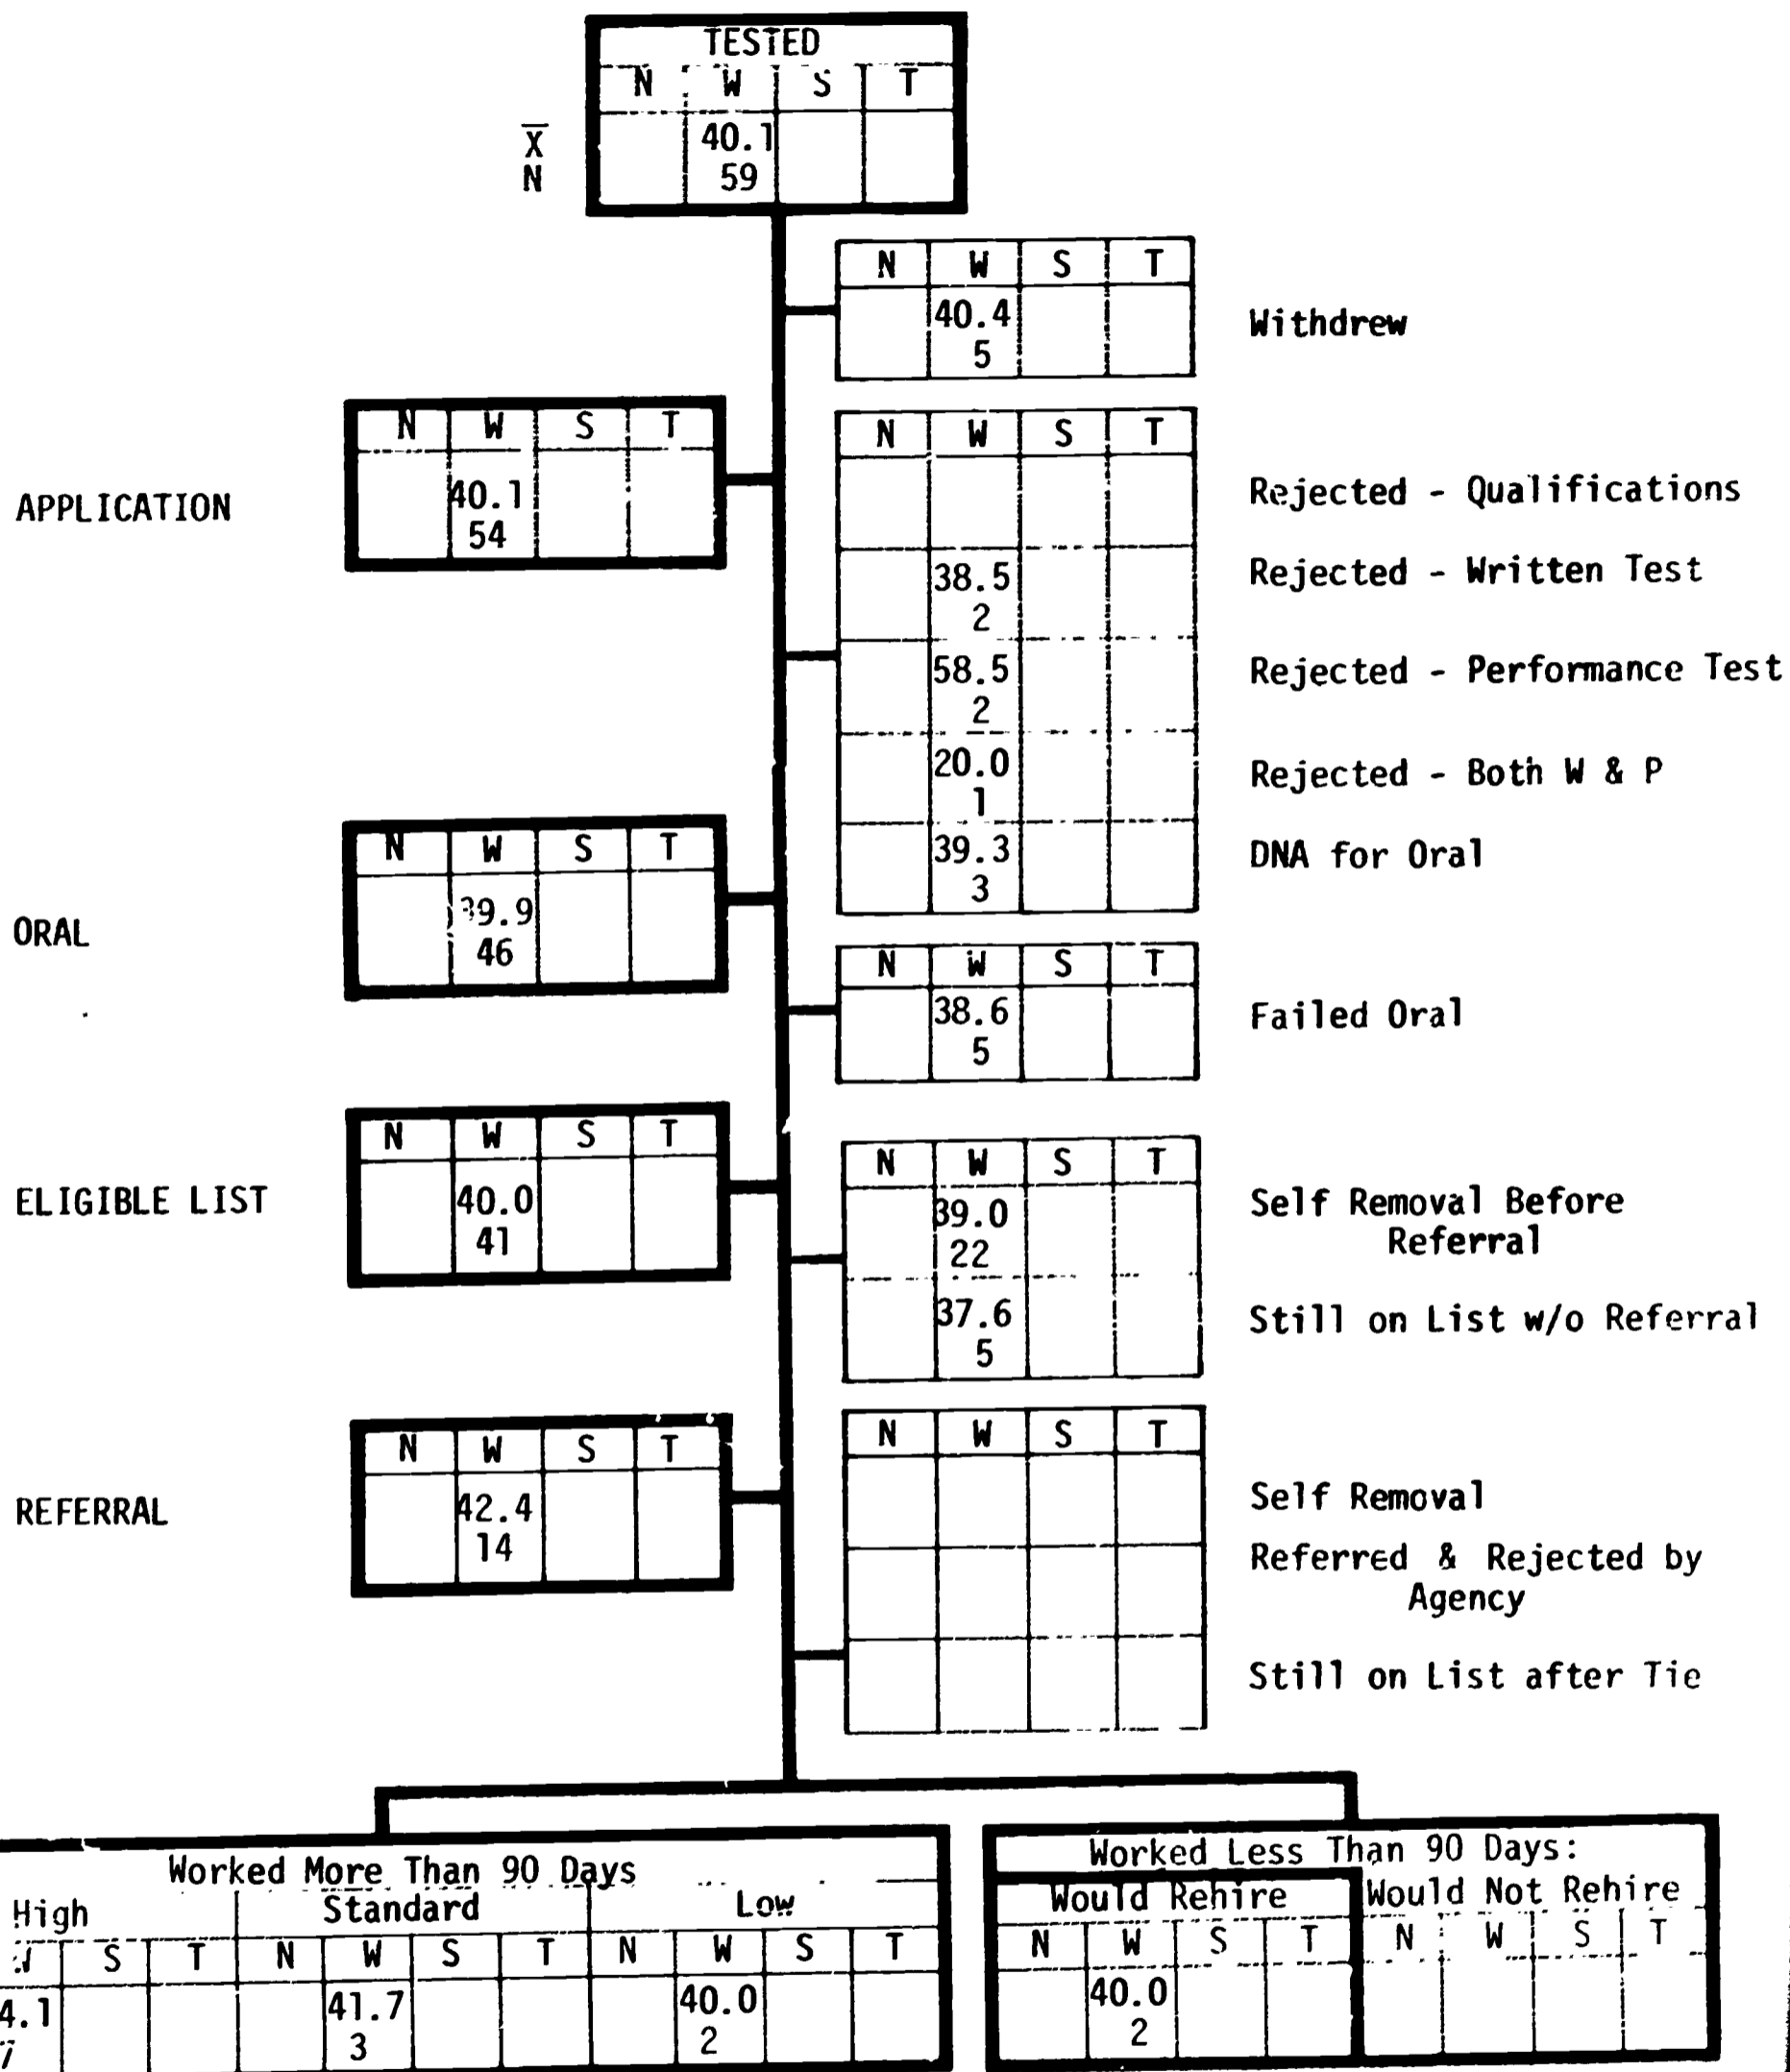 TESTED
N W S T
X̄ 40.1
N 59
N W S T
40.4
5
Withdrew
APPLICATION
N W S T
40.1
54
N W S T
Rejected - Qualifications
38.5
2
Rejected - Written Test
58.5
2
Rejected - Performance Test
20.0
1
Rejected - Both W & P
39.3
3
DNA for Oral
ORAL
N W S T
39.9
46
N W S T
38.6
5
Failed Oral
ELIGIBLE LIST
N W S T
40.0
41
N W S T
39.0
22
Self Removal Before
Referral
37.6
5
Still on List w/o Referral
REFERRAL
N W S T
42.4
14
N W S T
Self Removal
Referred & Rejected by
Agency
Still on List after Tie
Worked More Than 90 Days
High Standard Low
W S T N W S T N W S T
4.1 41.7 40.0
7 3 2
Worked Less Than 90 Days:
Would Rehire Would Not Rehire
N W S T N W S T
40.0
2